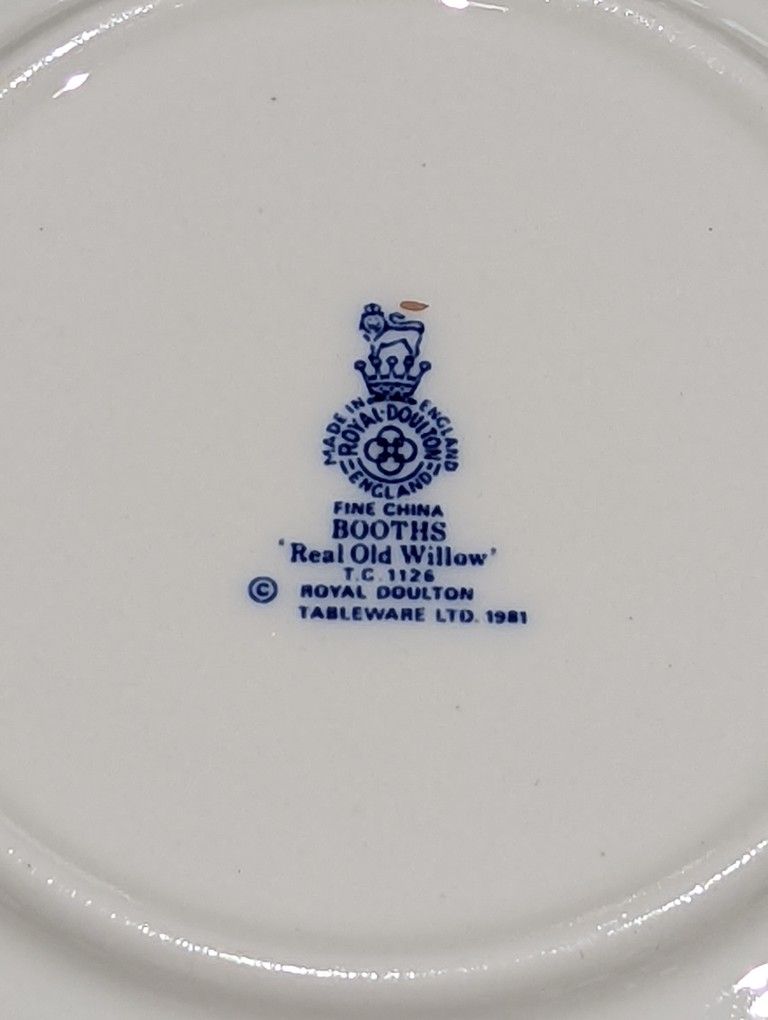 MADE IN ENGLAND
ROYAL·DOULTON
ENGLAND
FINE CHINA
BOOTHS
'Real Old Willow'
T.C. 1126
© ROYAL DOULTON
TABLEWARE LTD. 1981